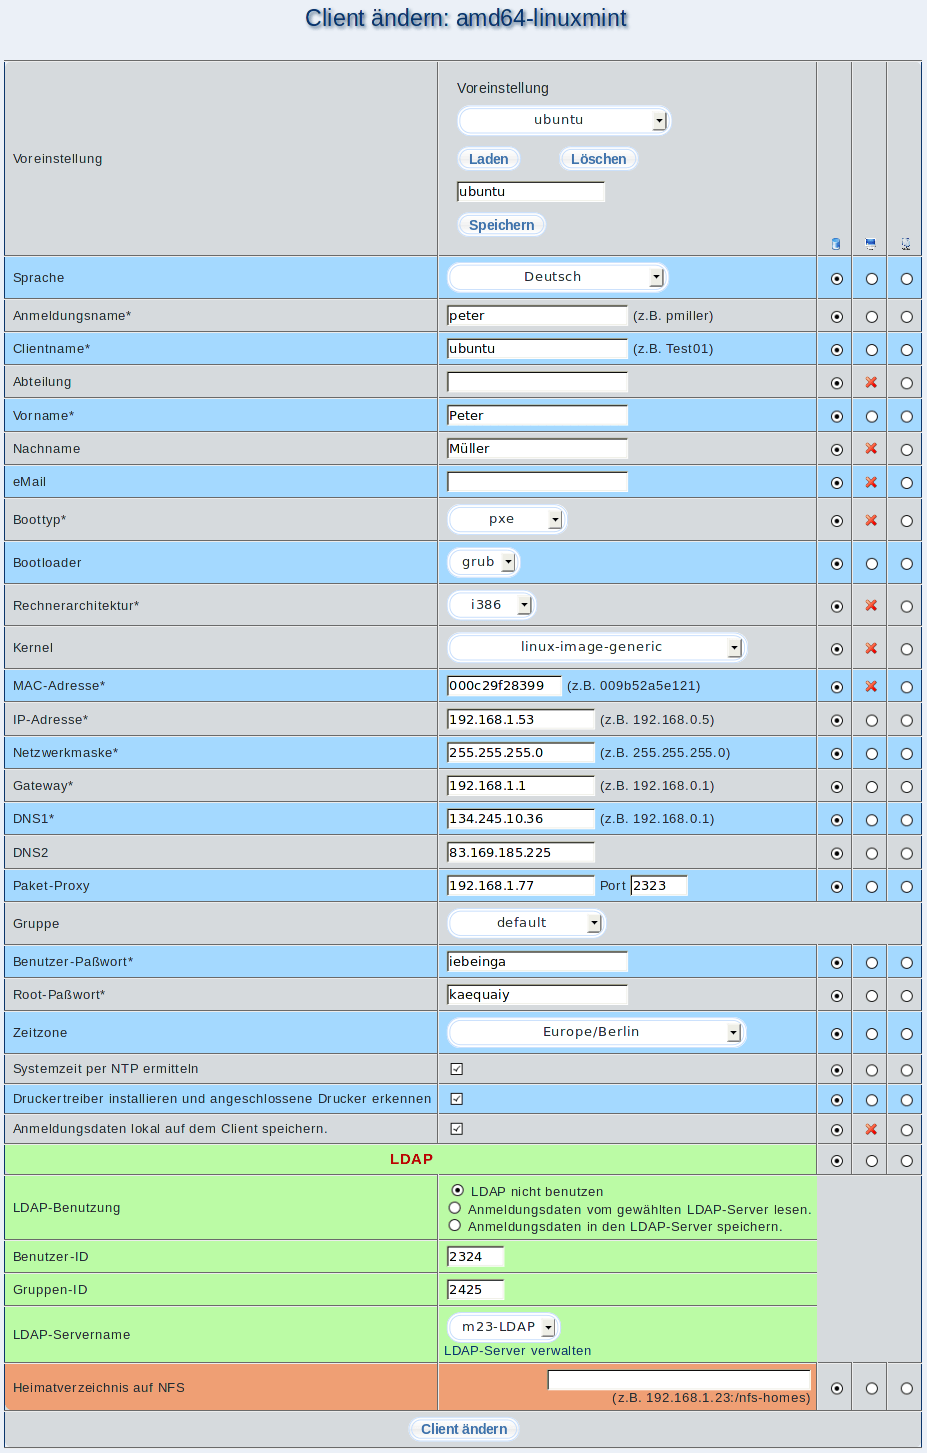 Client ändern: amd64-linuxmint
Voreinstellung
Voreinstellung
ubuntu
Laden Löschen
ubuntu
Speichern
Sprache Deutsch
Anmeldungsname* peter (z.B. pmiller)
Clientname* ubuntu (z.B. Test01)
Abteilung
Vorname* Peter
Nachname Müller
eMail
Boottyp* pxe
Bootloader grub
Rechnerarchitektur* i386
Kernel linux-image-generic
MAC-Adresse* 000c29f28399 (z.B. 009b52a5e121)
IP-Adresse* 192.168.1.53 (z.B. 192.168.0.5)
Netzwerkmaske* 255.255.255.0 (z.B. 255.255.255.0)
Gateway* 192.168.1.1 (z.B. 192.168.0.1)
DNS1* 134.245.10.36 (z.B. 192.168.0.1)
DNS2 83.169.185.225
Paket-Proxy 192.168.1.77 Port 2323
Gruppe default
Benutzer-Paßwort* iebeinga
Root-Paßwort* kaequaiy
Zeitzone Europe/Berlin
Systemzeit per NTP ermitteln
Druckertreiber installieren und angeschlossene Drucker erkennen
Anmeldungsdaten lokal auf dem Client speichern.
LDAP
LDAP-Benutzung
LDAP nicht benutzen
Anmeldungsdaten vom gewählten LDAP-Server lesen.
Anmeldungsdaten in den LDAP-Server speichern.
Benutzer-ID 2324
Gruppen-ID 2425
LDAP-Servername m23-LDAP
LDAP-Server verwalten
Heimatverzeichnis auf NFS
(z.B. 192.168.1.23:/nfs-homes)
Client ändern